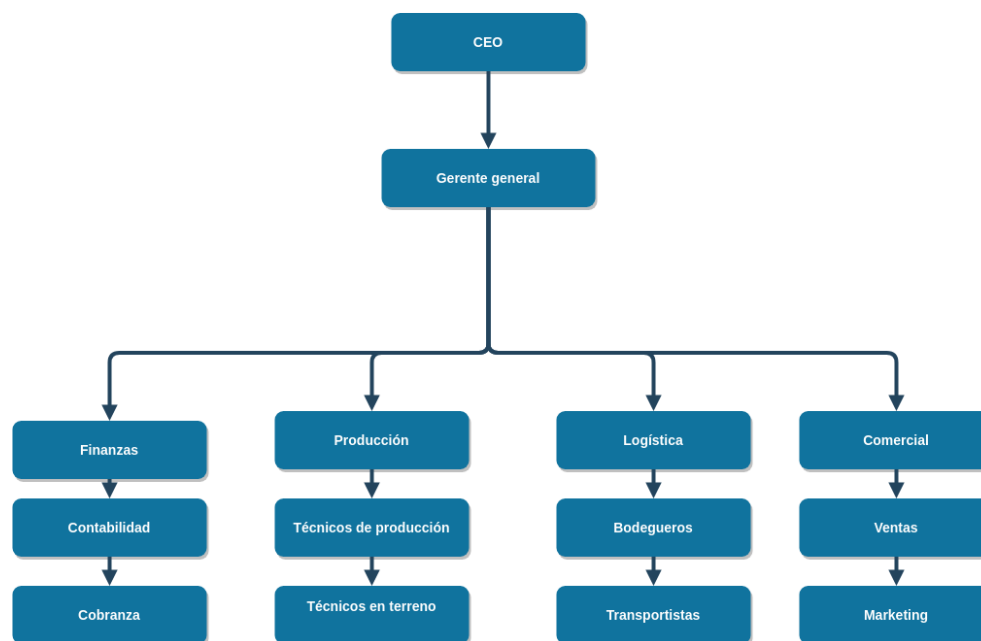 CEO
Gerente general
Finanzas
Producción
Logística
Comercial
Contabilidad
Técnicos de producción
Bodegueros
Ventas
Cobranza
Técnicos en terreno
Transportistas
Marketing